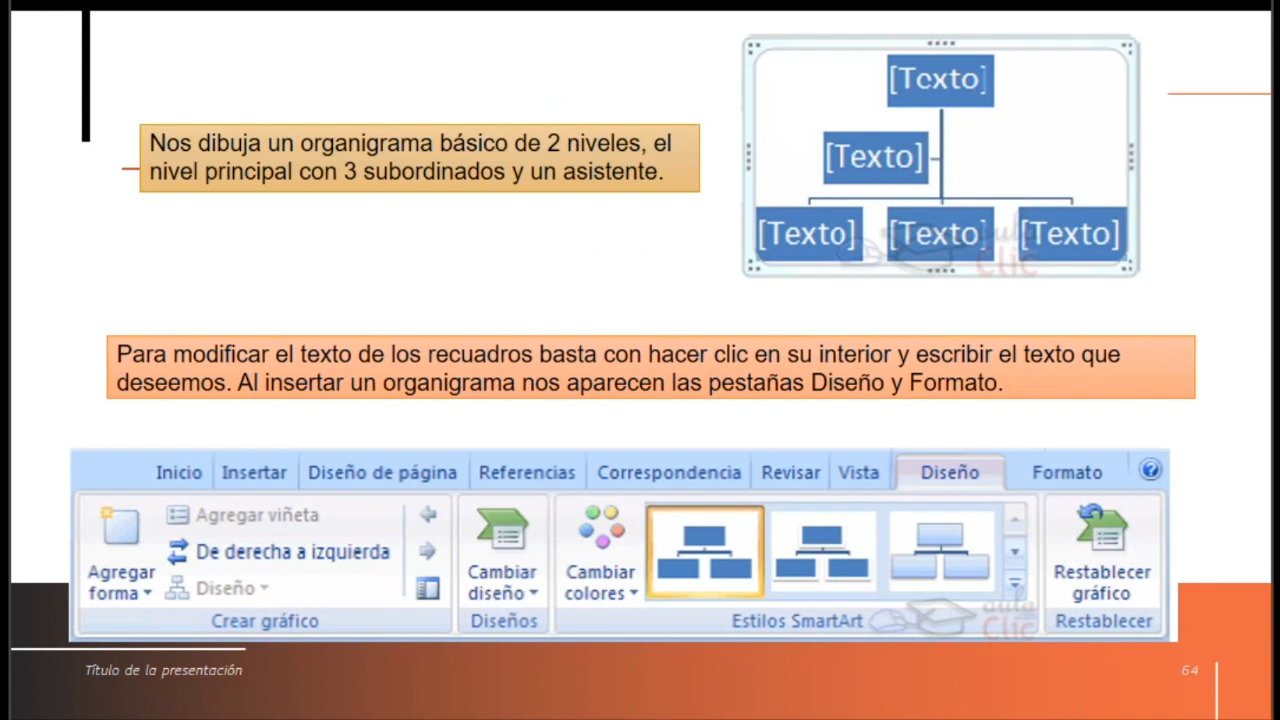 [Texto]
Nos dibuja un organigrama básico de 2 niveles, el
nivel principal con 3 subordinados y un asistente.
[Texto]
[Texto] [Texto] [Texto]
aula
Clic
Para modificar el texto de los recuadros basta con hacer clic en su interior y escribir el texto que
deseemos. Al insertar un organigrama nos aparecen las pestañas Diseño y Formato.
Inicio Insertar Diseño de página Referencias Correspondencia Revisar Vista Diseño Formato
Agregar viñeta
De derecha a izquierda
Diseño
Agregar
forma
Cambiar
diseño
Cambiar
colores
Restablecer
gráfico
Crear gráfico Diseños Estilos SmartArt Restablecer
aula
Clic
Título de la presentación
64